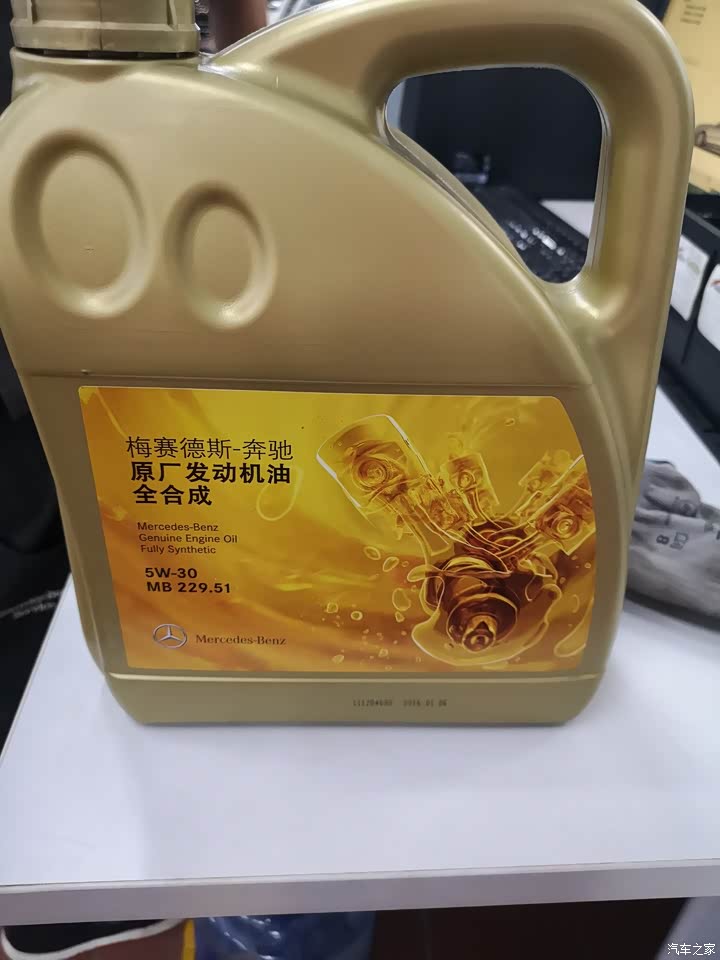 梅赛德斯-奔驰
原厂发动机油
全合成
Mercedes-Benz
Genuine Engine Oil
Fully Synthetic
5W-30
MB 229.51
Mercedes-Benz
汽车之家